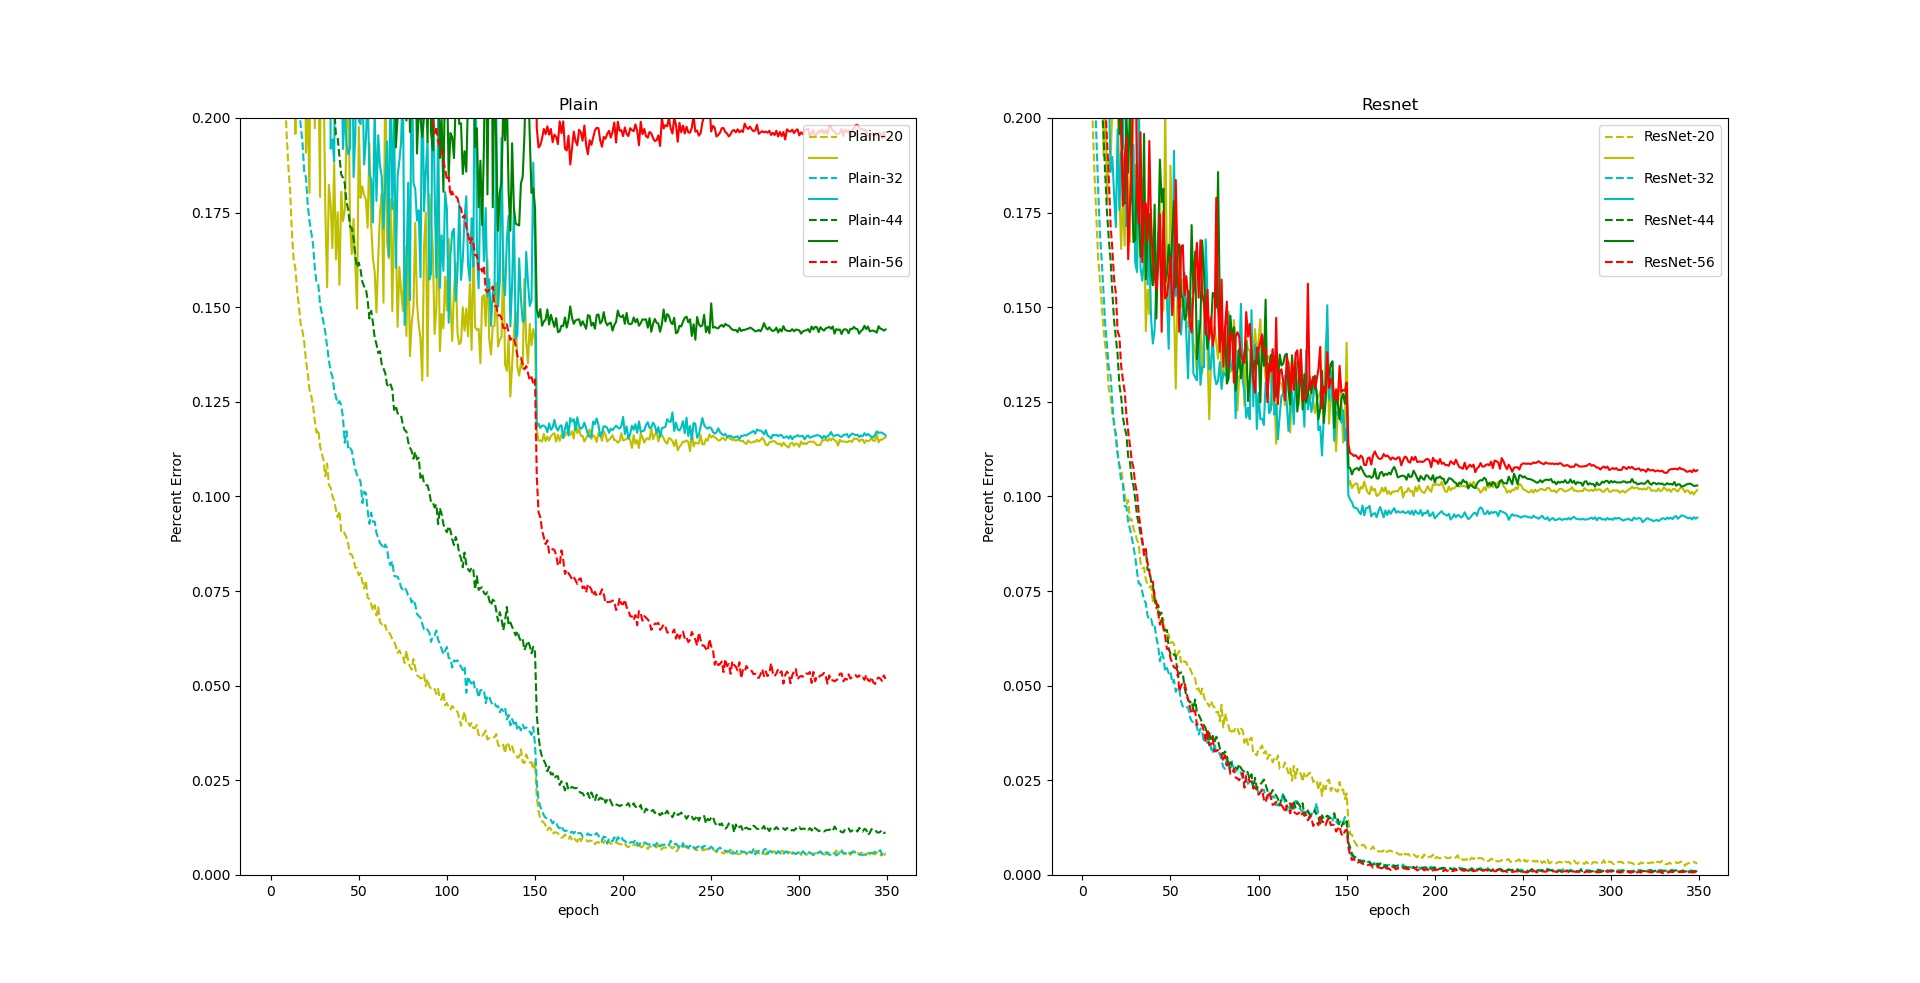 Plain
0.200
0.175
0.150
0.125
0.100
0.075
0.050
0.025
0.000
Percent Error
0 50 100 150 200 250 300 350
epoch
Plain-20
Plain-32
Plain-44
Plain-56
Resnet
0.200
0.175
0.150
0.125
0.100
0.075
0.050
0.025
0.000
Percent Error
0 50 100 150 200 250 300 350
epoch
ResNet-20
ResNet-32
ResNet-44
ResNet-56